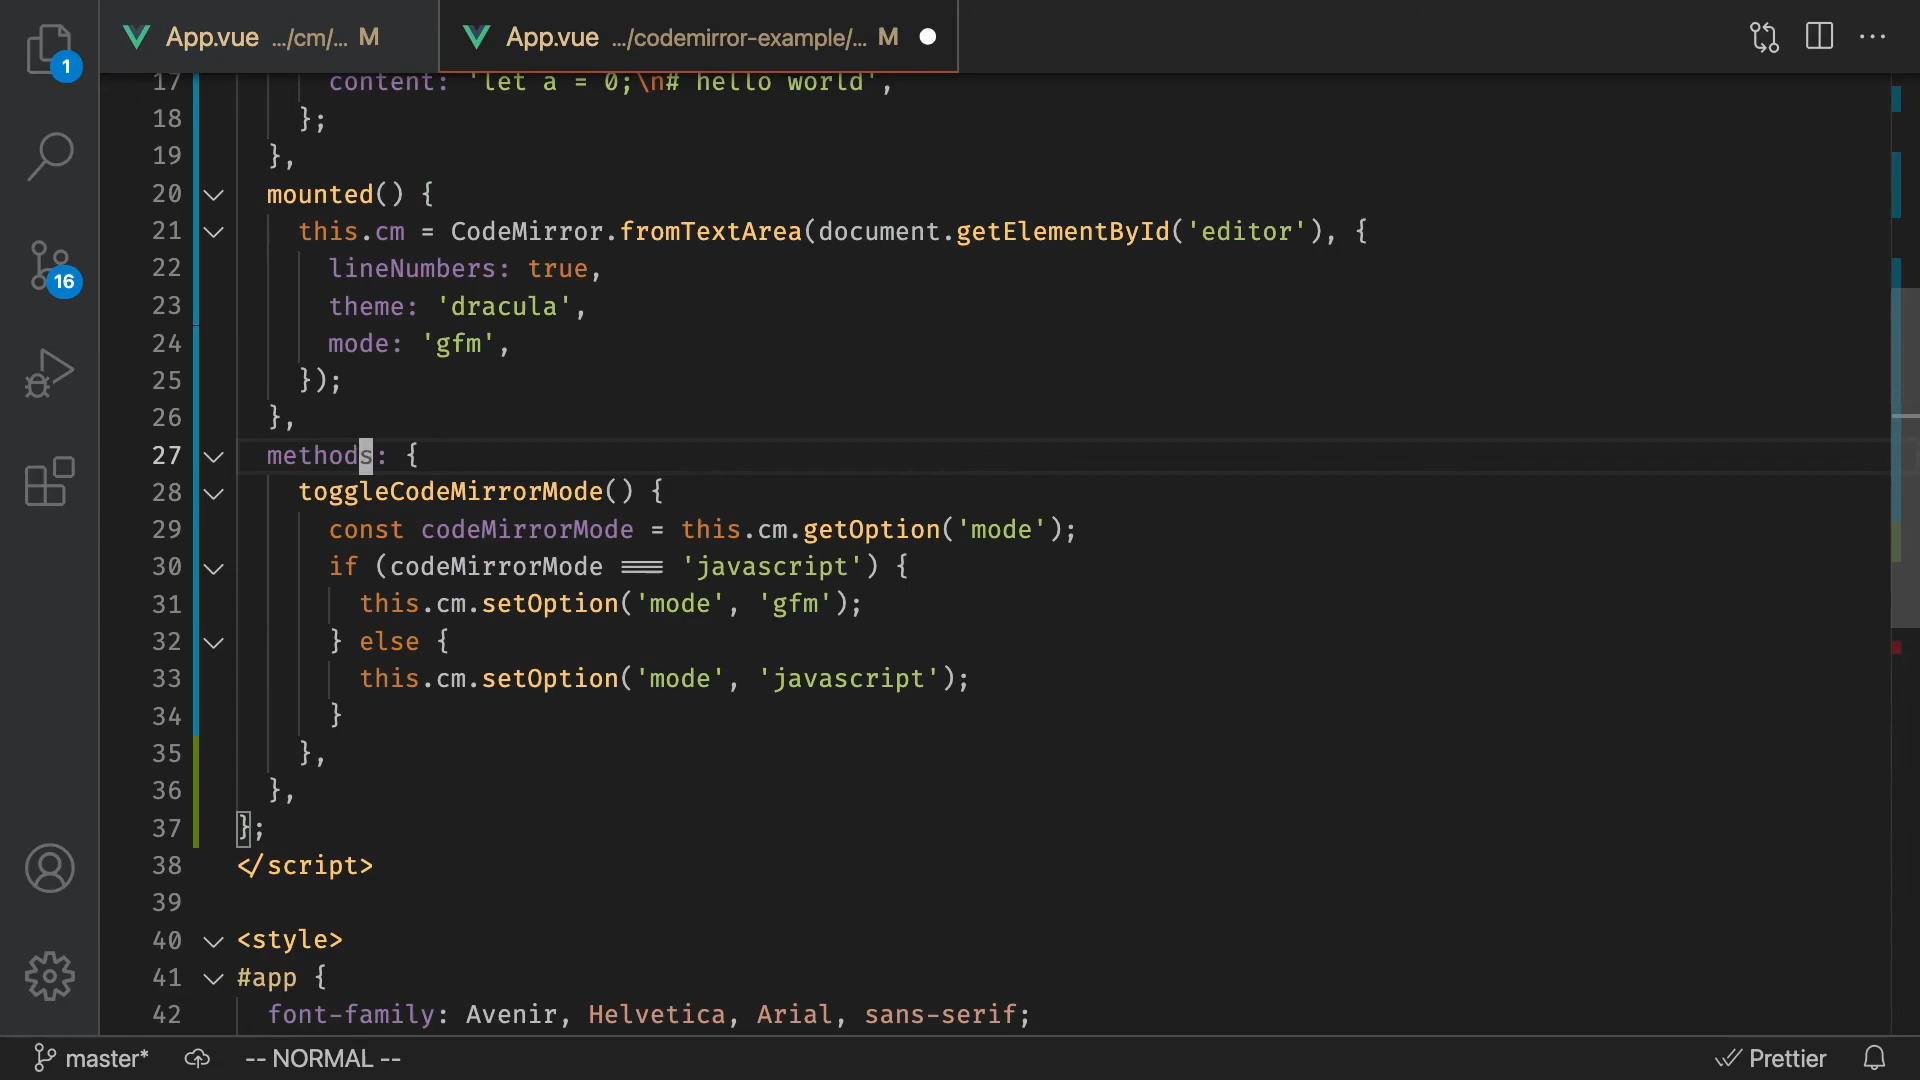 App.vue .../cm/... M
App.vue .../codemirror-example/... M
1
16
17 content: 'let a = 0;\n# hello world',
18 };
19 },
20 mounted() {
21 this.cm = CodeMirror.fromTextArea(document.getElementById('editor'), {
22 lineNumbers: true,
23 theme: 'dracula',
24 mode: 'gfm',
25 });
26 },
27 methods: {
28 toggleCodeMirrorMode() {
29 const codeMirrorMode = this.cm.getOption('mode');
30 if (codeMirrorMode === 'javascript') {
31 this.cm.setOption('mode', 'gfm');
32 } else {
33 this.cm.setOption('mode', 'javascript');
34 }
35 },
36 },
37 };
38 </script>
39
40 <style>
41 #app {
42 font-family: Avenir, Helvetica, Arial, sans-serif;
master* -- NORMAL -- Prettier